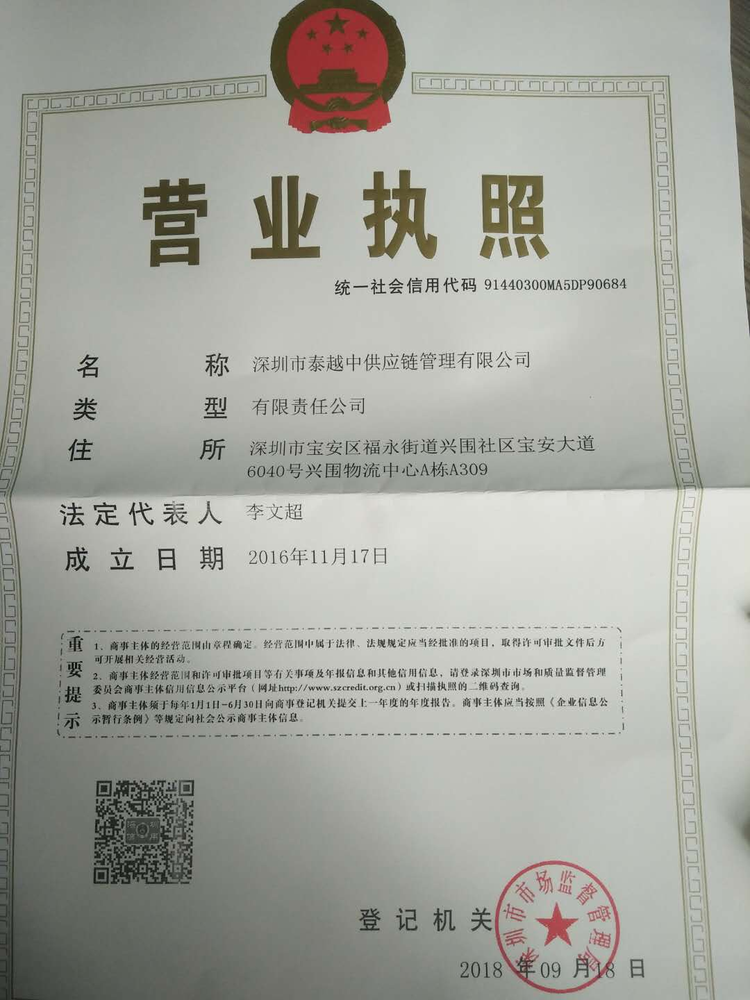 营业执照
统一社会信用代码 91440300MA5DP90684
名称 深圳市泰越中供应链管理有限公司
类型 有限责任公司
住所 深圳市宝安区福永街道兴围社区宝安大道
6040号兴围物流中心A栋A309
法定代表人 李文超
成立日期 2016年11月17日
重要提示
1、商事主体的经营范围由章程确定。经营范围中属于法律、法规规定应当经批准的项目，取得许可审批文件后方
可开展相关经营活动。
2、商事主体经营范围和许可审批项目等有关事项及年报信息和其他信用信息，请登录深圳市市场和质量监督管理
委员会商事主体信用信息公示平台（网址http://www.szcredit.org.cn）或扫描执照的二维码查询。
3、商事主体须于每年1月1日-6月30日向商事登记机关提交上一年度的年度报告。商事主体应当按照《企业信息公
示暂行条例》等规定向社会公示商事主体信息。
深圳
信用
登记机关
深圳市市场监督管理局
2018 年 09 月 18 日